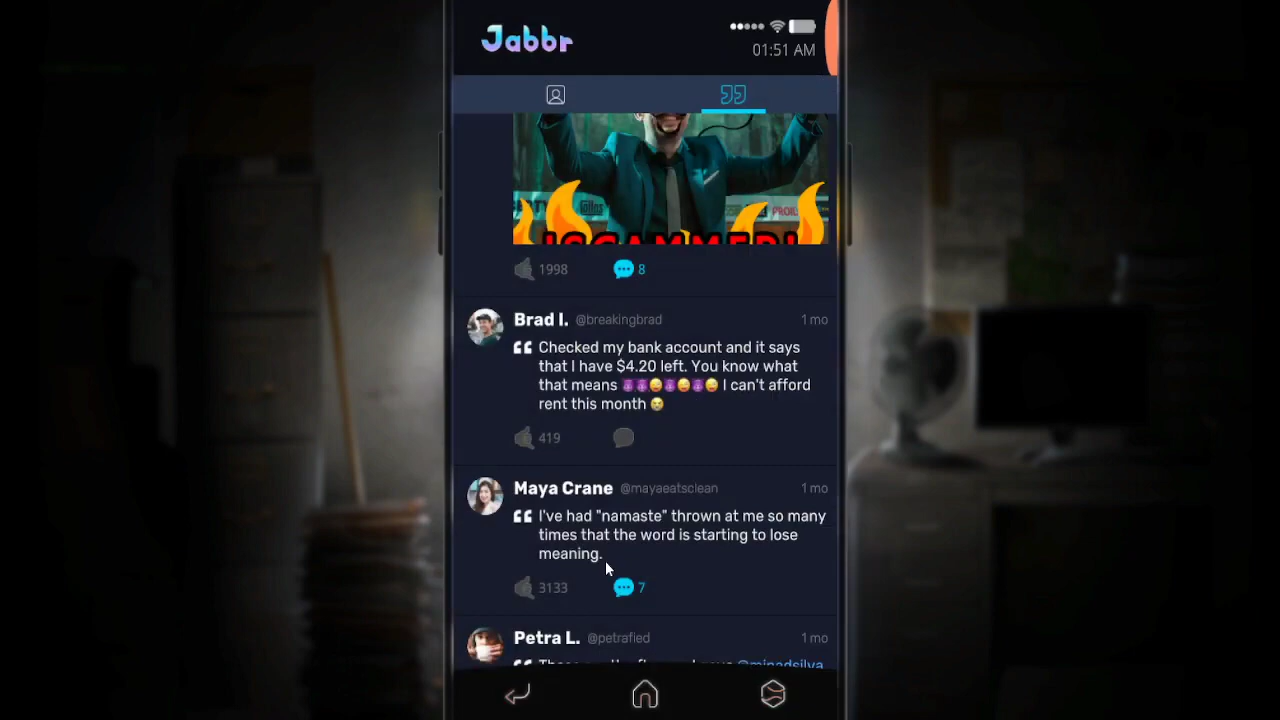 Jabbr
01:51 AM
1998
8
Brad I. @breakingbrad 1 mo
Checked my bank account and it says
that I have $4.20 left. You know what
that means 😈😈😜😈😜😈😜 I can't afford
rent this month 😭
419
Maya Crane @mayaeatsclean 1 mo
I've had "namaste" thrown at me so many
times that the word is starting to lose
meaning.
3133
7
Petra L. @petrafied 1 mo
@minadsilva